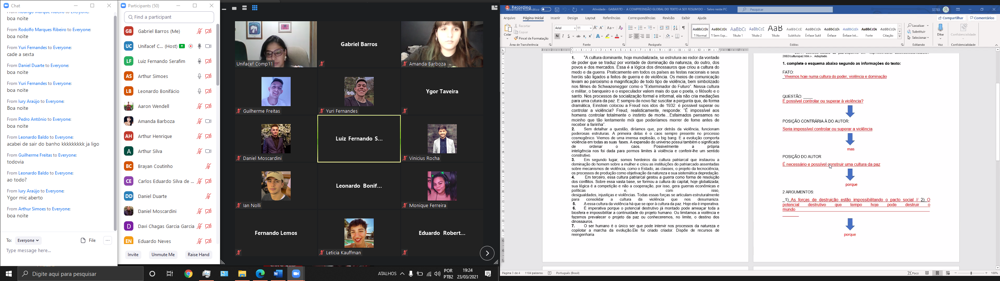 Chat
From Rodrigo Marque Ribeiro to Everyone:
boa noite
From Rodolfo Marques Ribeiro to Everyone:
boa noite
From Yuri Fernandes to Everyone:
cade a sexta
From Daniel Duarte to Everyone:
boa noite
From Yuri Fernandes to Everyone:
boa noite
From Iury Araújo to Everyone:
Boa noite
From Pedro Antônio to Everyone:
boa noite
From Leonardo Baldo to Everyone:
acabei de sair do banho kkkkkkkkk ja ligo
From Guilherme Freitas to Everyone:
todovia
From Leonardo Baldo to Everyone:
ao todo?
From Iury Araújo to Everyone:
Ygor mic aberto
From Arthur Simoes to Everyone:
boa noite
To: Everyone File
Type message here...
Participants (50)
Find a participant
GB Gabriel Barros (Me)
UC Unifacef C... (Host)
LF Luiz Fernando Serafim
AS Arthur Simoes
LB Leonardo Bonifácio
Aaron Wendell
Amanda Barboza
AH Arthur Henrique
A Arthur Silva
BC Brayan Coutinho
CE Carlos Eduardo Silva de ...
DD Daniel Duarte
Daniel Moscardini
D Davi Chagas Garcia Garcia
EN Eduardo Neves
Invite Unmute Me Raise Hand
Unifacef Comp11
Gabriel Barros
Amanda Barboza
Guilherme Freitas
Yuri Fernandes
Ygor Taveira
Daniel Moscardini
Luiz Fernando S...
Vinicius Rocha
Ian Nolli
Leonardo Bonif...
Monique Ferreira
Fernando Lemos
Leticia Kauffman
Eduardo Robert...
Digite aqui para pesquisar
ATALHOS
POR
PTB2
19:24
23/03/2021
Recording
Atividade - GABARITO - A COMPREENSÃO GLOBAL DO TEXTO A SER RESUMIDO - Salvo neste PC
Pesquisar
32783
Arquivo Página Inicial Inserir Design Layout Referências Correspondências Revisão Exibir Ajuda
Compartilhar Comentários
Colar
Recortar
Copiar
Pincel de Formatação
Área de Transferência
Arial 11
Fonte
Parágrafo
¶ Normal ¶ Sem Esp... Título 1 Título 2 Título Subtítulo Ênfase Sutil Ênfase Ênfase Int... Forte Citação
Estilos
Localizar
Substituir
Selecionar
Editando
Ditar
Voz
Confidencialidade
Confidencialidade
1. "A cultura dominante, hoje mundializada, se estrutura ao redor da vontade
de poder que se traduz por vontade de dominação da natureza, do outro, dos
povos e dos mercados. Essa é a lógica dos dinossauros que criou a cultura do
medo e da guerra. Praticamente em todos os países as festas nacionais e seus
heróis são ligados a feitos de guerra e de violência. Os meios de comunicação
levam ao paroxismo a magnificação de todo tipo de violência, bem simbolizado
nos filmes de Schwazenegger como o "Exterminador do Futuro". Nessa cultura
o militar, o banqueiro e o especulador valem mais do que o poeta, o filósofo e o
santo. Nos processos de socialização formal e informal, ela não cria mediações
para uma cutura da paz. E sempre de novo faz suscitar a pergunta que, de forma
dramática, Einstein colocou a Freud nos idos de 1932: é possivel superar ou
controlar a violência? Freud, realisticamente, responde: "É impossível aos
homens controlar totalmente o instinto de morte…Esfaimados pensamos no
moinho que tão lentamente mói que poderíamos morrer de fome antes de
receber a farinha".
2. Sem detalhar a questão, diríamos que, por detrás da violência, funcionam
poderosas estruturas. A primeira delas é o caos sempre presente no processo
cosmogênico. Viemos de uma imensa explosão, o big bang. E a evolução comporta
violência em todas as suas fases. A expansão do universo possui também o significado
de ordenar o caos. Possivelmente a própria
inteligência nos foi dada para pormos limites à violência e conferir-lhe um sentido
construtivo.
3. Em segundo lugar, somos herdeiros da cultura patriarcal que instaurou a
dominação do homem sobre a mulher e criou as instituições do patriarcado assentadas
sobre mecanismos de violência, como o Estado, as classes, o projeto da tecnociência,
os processos de produção como objetivação da natureza e sua sistemática depredação.
4. Em terceiro, essa cultura patriarcal gestou a guerra como forma de resolução
dos conflitos. Sobre essa vasta base, se formou a cultura do capital, hoje globalizada;
sua lógica é a competição e não a cooperação, por isso, gera guerras econômicas e
políticas e, com isso,
desigualdades, injustiças e violências. Todas essas forças se articulam estruturalmente
para consolidar a cultura da violência que nos desumaniza.
5. A essa cultura da violência há que se opor à cultura da paz. Hoje ela é imperativa.
6. É imperativa porque o potencial destrutivo já montado pode ameaçar toda a
biosfera e impossibilitar a continuidade do projeto humano. Ou limitamos a violência e
fazemos prevalecer o projeto da paz ou conheceremos, no limite, o destino dos
dinossauros.
7. O ser humano é o único ser que pode intervir nos processos da natureza e
copilotar a marcha da evolução.Ele foi criado criador. Dispõe de recursos de
reengenharia
2002/culturapaz.htm.>.. Adaptado.
1. complete o esquema abaixo segundo as informações do texto:
FATO:
_Vivemos hoje numa cultura do poder, violência e dominação
QUESTÃO: ____
É possível controlar ou superar à violência?
POSIÇÃO CONTRÁRIA À DO AUTOR:
Seria impossível controlar ou superar a violência
mas
POSIÇÃO DO AUTOR
É necessário e possível construir uma cultura da paz
porque
2 ARGUMENTOS:
_1)_As forças de destruição estão impossibilitando o pacto social // 2) O
potencial destrutivo que tempo hoje pode destruir o
mundo
porque
Página 3 de 4 1184 palavras Português (Brasil)
Foco 100%